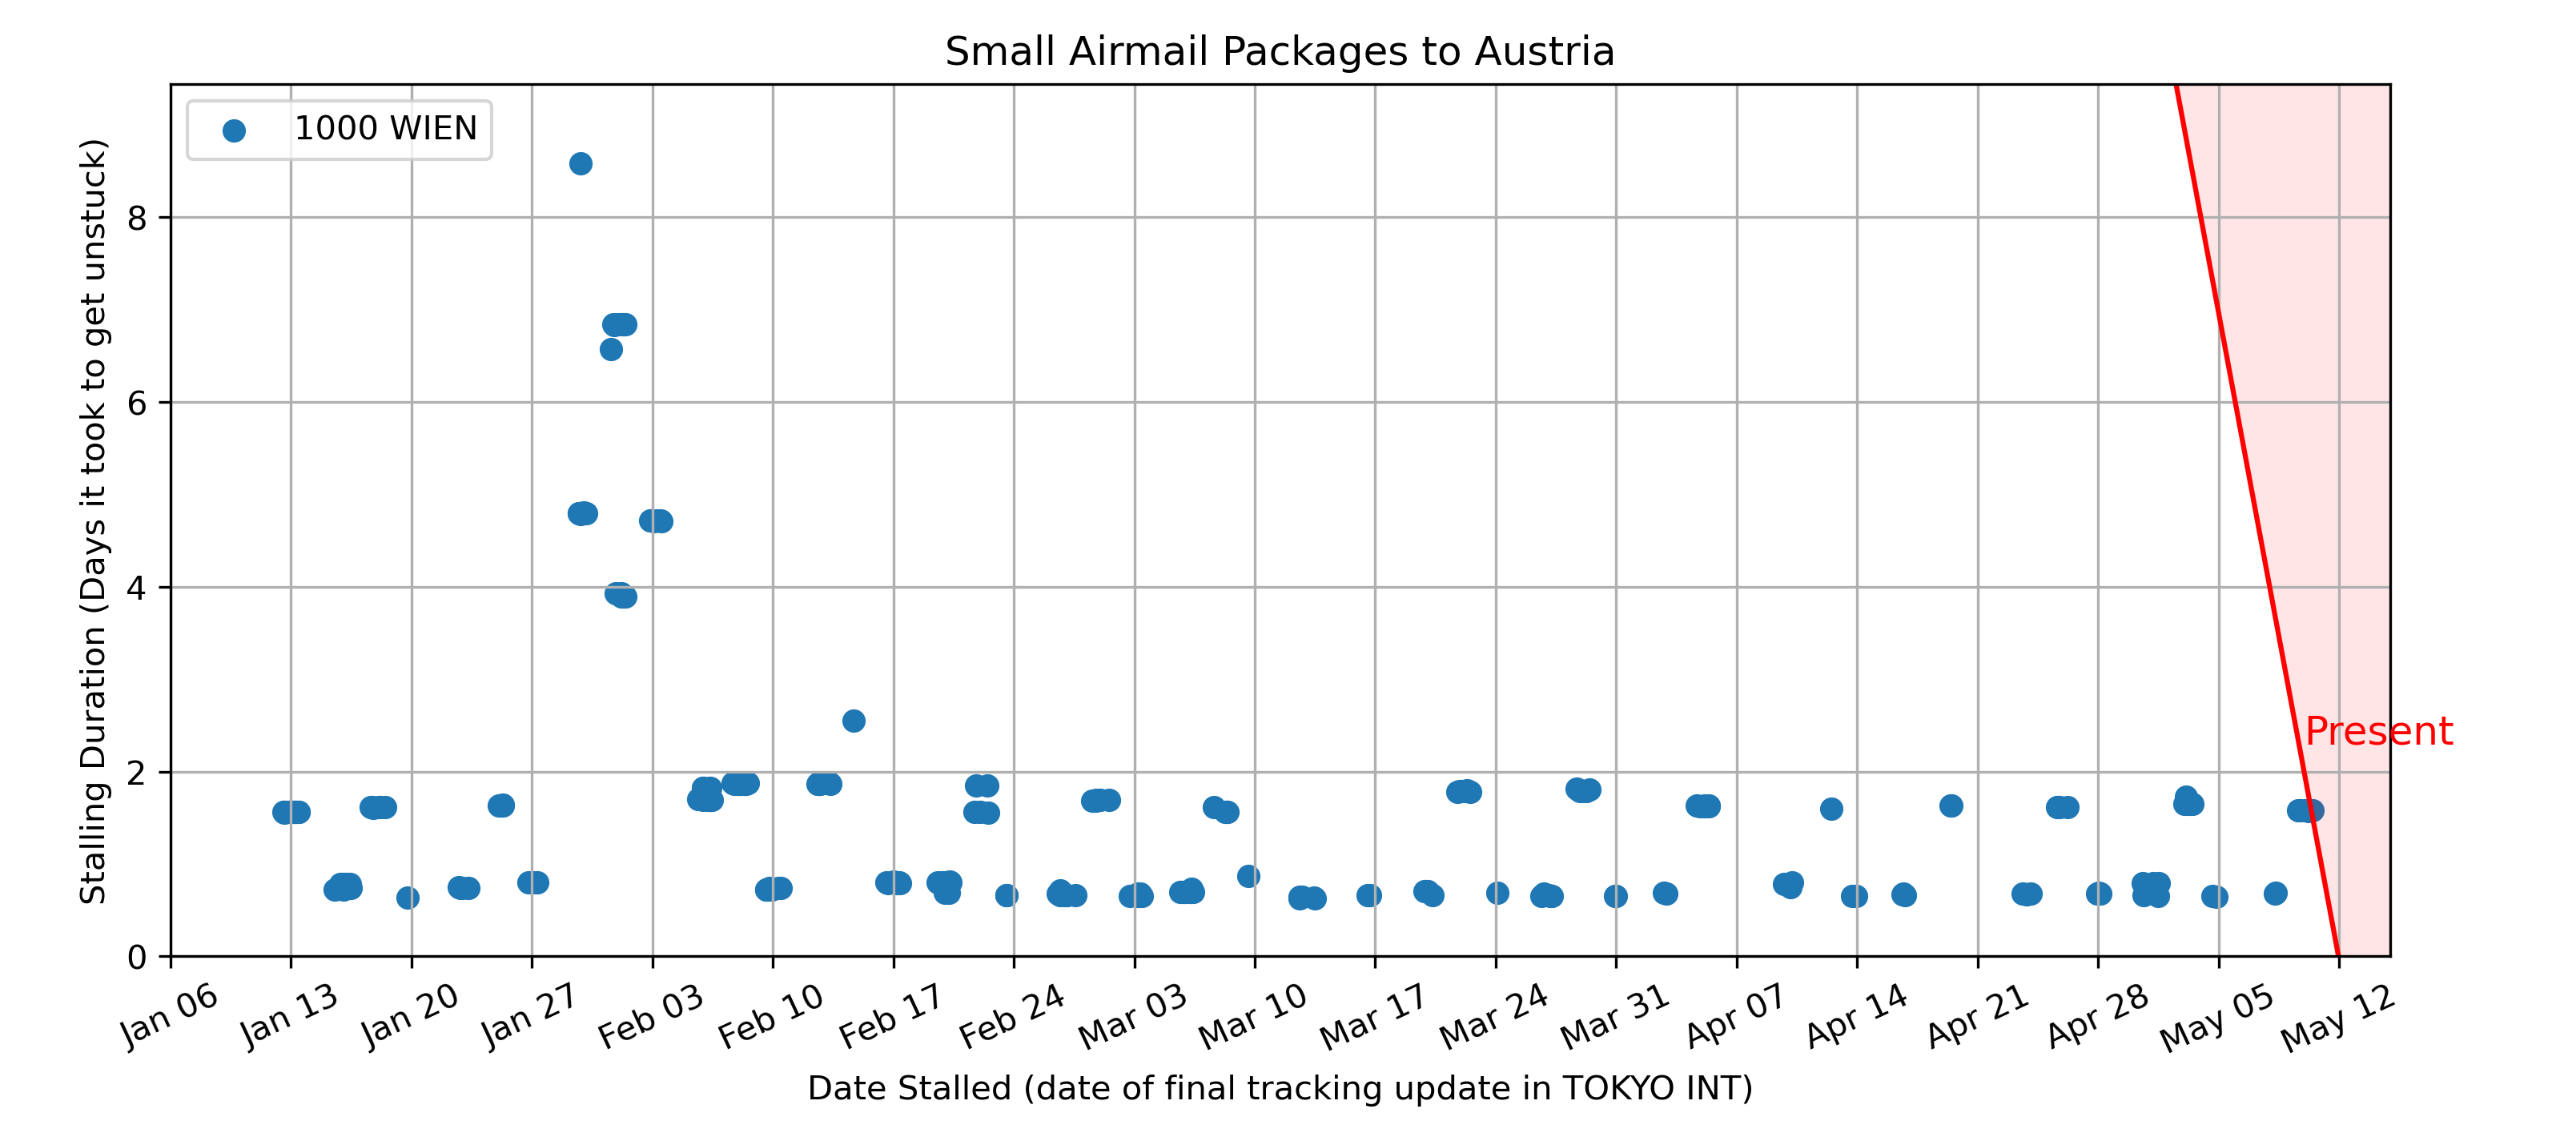 Small Airmail Packages to Austria
1000 WIEN
Stalling Duration (Days it took to get unstuck)
8
6
4
2
0
Present
Jan 06
Jan 13
Jan 20
Jan 27
Feb 03
Feb 10
Feb 17
Feb 24
Mar 03
Mar 10
Mar 17
Mar 24
Mar 31
Apr 07
Apr 14
Apr 21
Apr 28
May 05
May 12
Date Stalled (date of final tracking update in TOKYO INT)